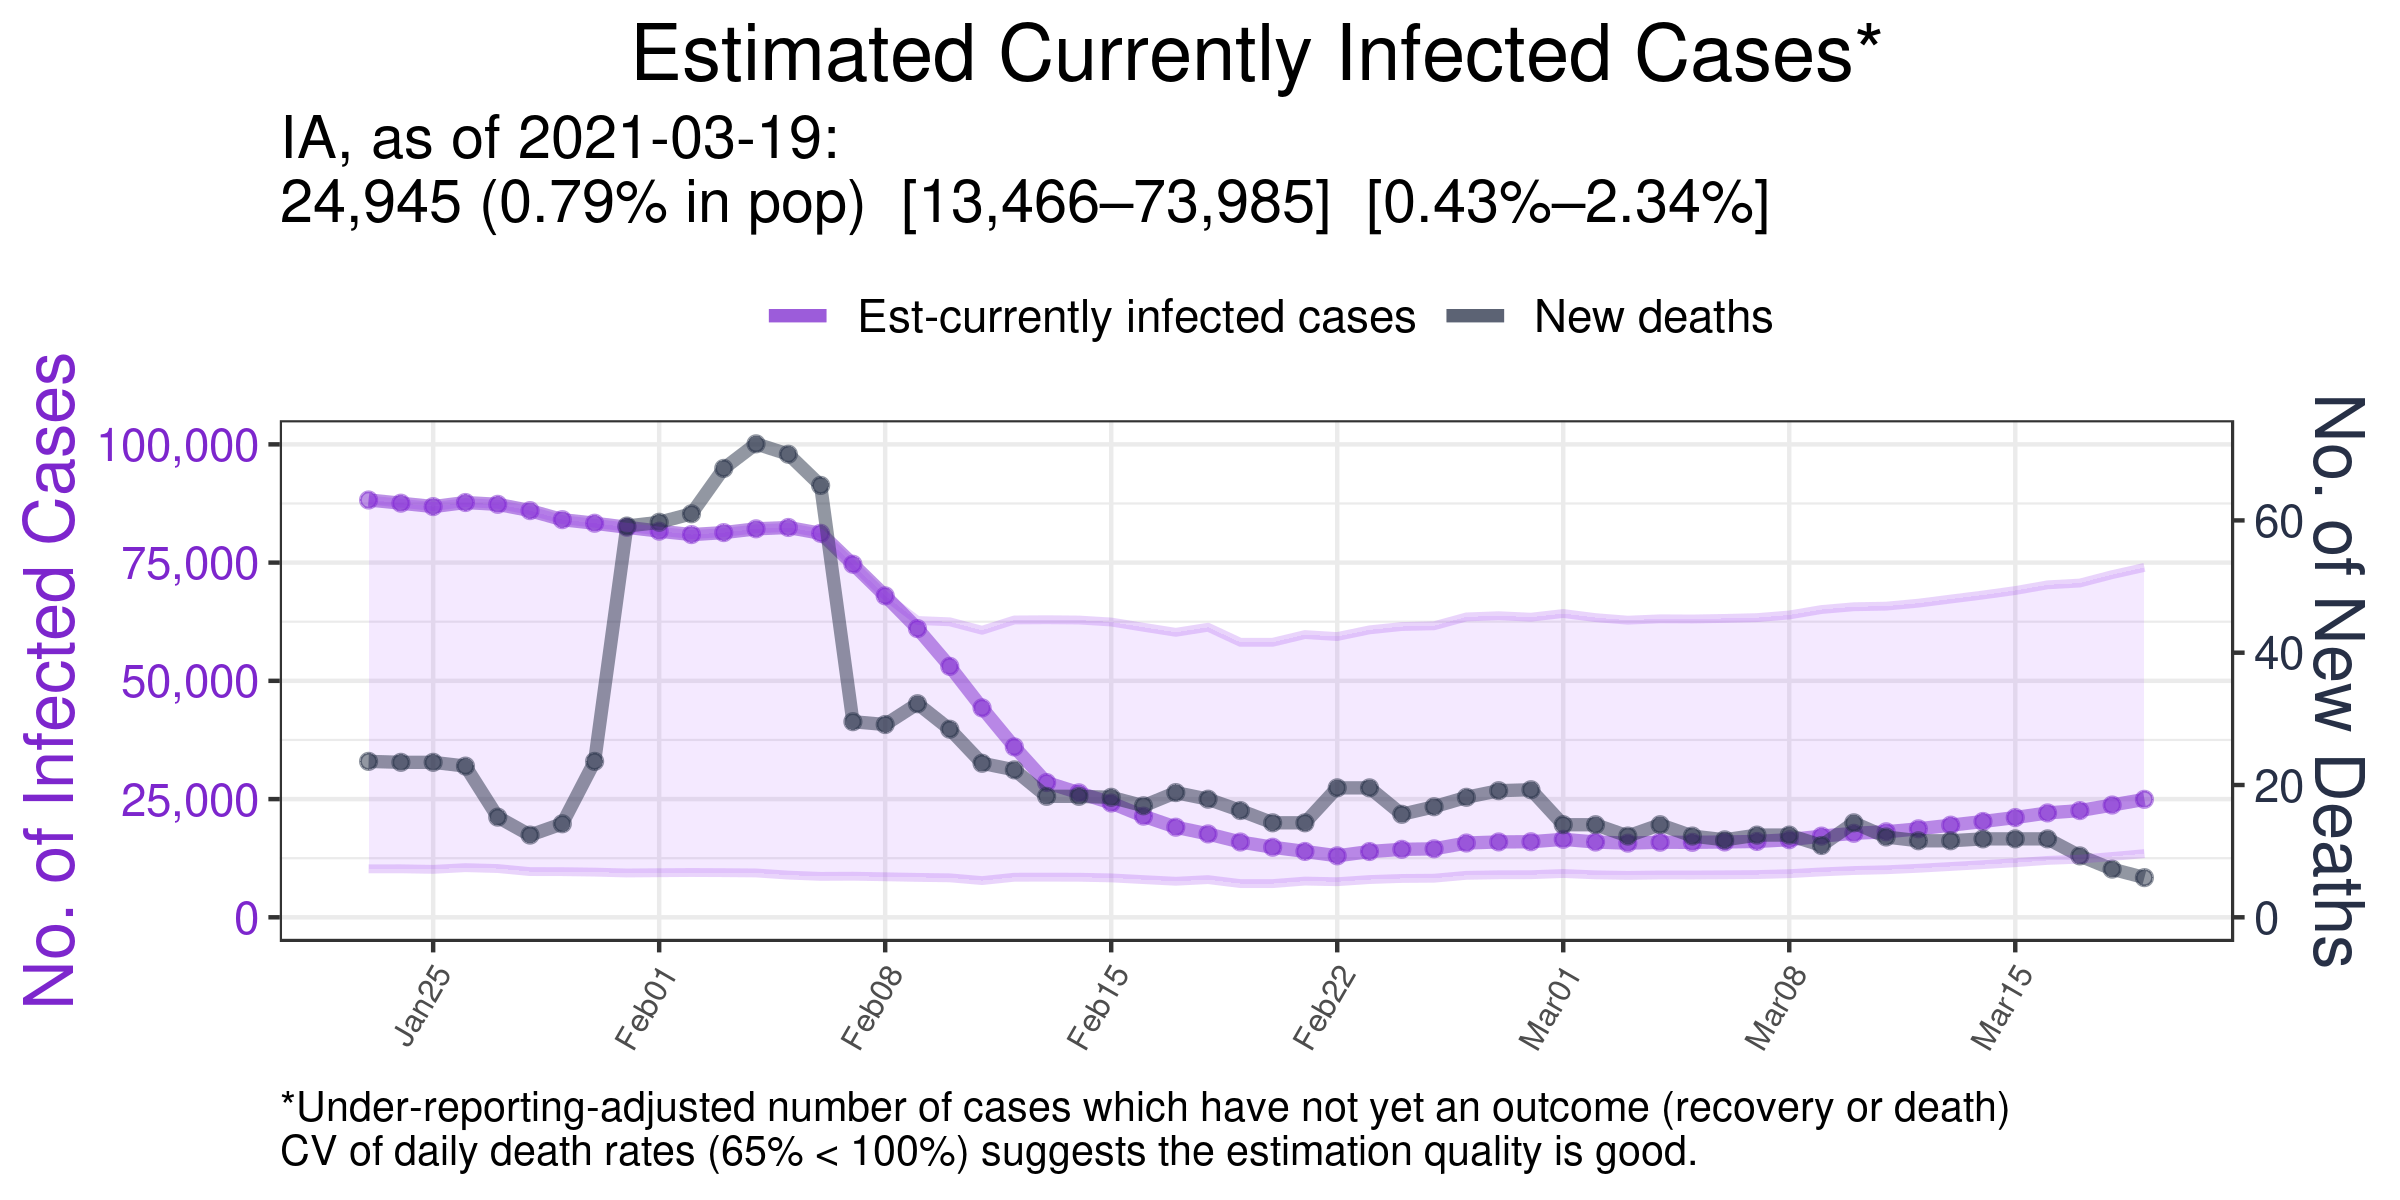 Estimated Currently Infected Cases*
IA, as of 2021-03-19:
24,945 (0.79% in pop)  [13,466–73,985]  [0.43%–2.34%]
Est-currently infected cases
New deaths
No. of Infected Cases
100,000
75,000
50,000
25,000
0
60
40
20
0
No. of New Deaths
Jan25
Feb01
Feb08
Feb15
Feb22
Mar01
Mar08
Mar15
*Under-reporting-adjusted number of cases which have not yet an outcome (recovery or death)
CV of daily death rates (65% < 100%) suggests the estimation quality is good.